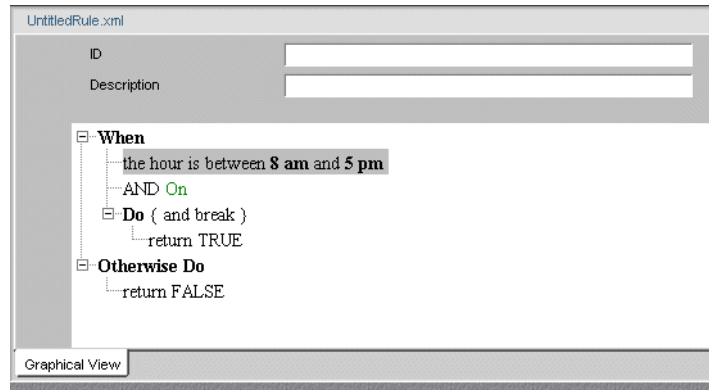 UntitledRule.xml
ID
Description
When
the hour is between 8 am and 5 pm
AND On
Do { and break }
return TRUE
Otherwise Do
return FALSE
Graphical View